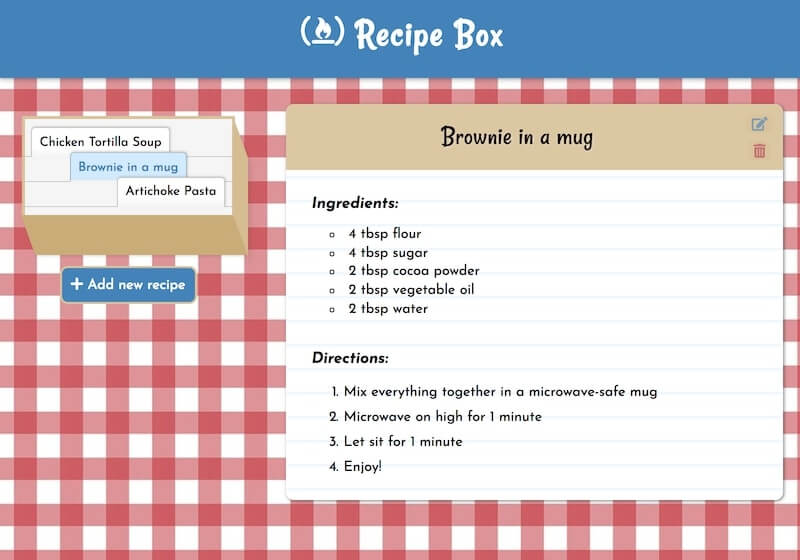 Recipe Box
Chicken Tortilla Soup
Brownie in a mug
Artichoke Pasta
Add new recipe
Brownie in a mug
Ingredients:
4 tbsp flour
4 tbsp sugar
2 tbsp cocoa powder
2 tbsp vegetable oil
2 tbsp water
Directions:
1. Mix everything together in a microwave-safe mug
2. Microwave on high for 1 minute
3. Let sit for 1 minute
4. Enjoy!